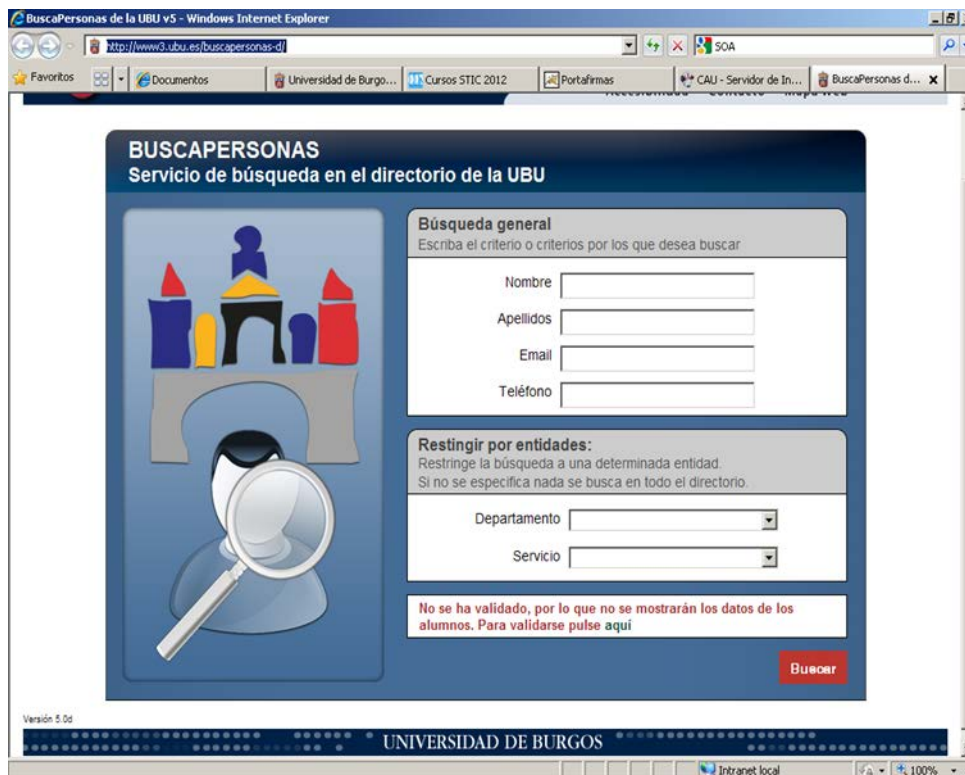 BuscaPersonas de la UBU v5 - Windows Internet Explorer
http://www3.ubu.es/buscapersonas-d/
SOA
Favoritos
Documentos
Universidad de Burgo...
Cursos STIC 2012
Portafirmas
CAU - Servidor de In...
BuscaPersonas d...
BUSCAPERSONAS
Servicio de búsqueda en el directorio de la UBU
Búsqueda general
Escriba el criterio o criterios por los que desea buscar
Nombre
Apellidos
Email
Teléfono
Restingir por entidades:
Restringe la búsqueda a una determinada entidad.
Si no se especifica nada se busca en todo el directorio.
Departamento
Servicio
No se ha validado, por lo que no se mostrarán los datos de los
alumnos. Para validarse pulse aquí
Buscar
Versión 5.0d
UNIVERSIDAD DE BURGOS
Intranet local
100%